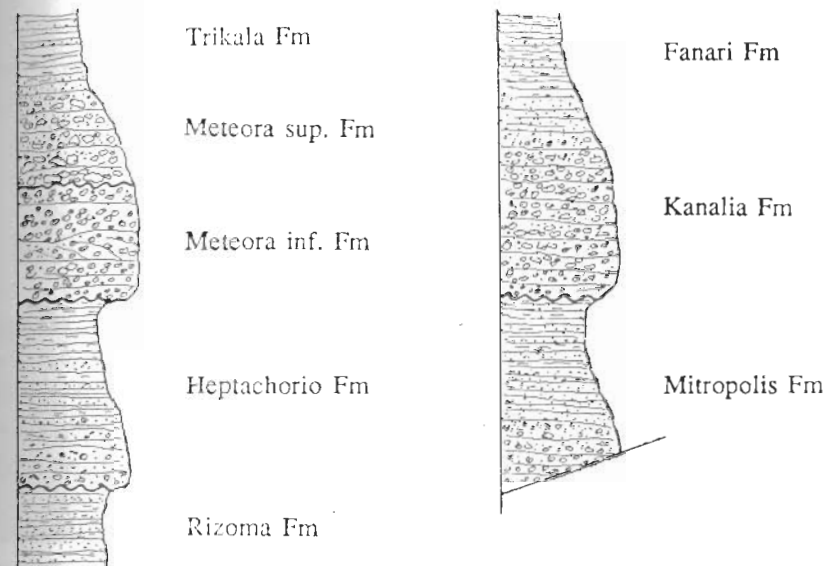 Trikala Fm
Meteora sup. Fm
Meteora inf. Fm
Heptachorio Fm
Rizoma Fm
Fanari Fm
Kanalia Fm
Mitropolis Fm